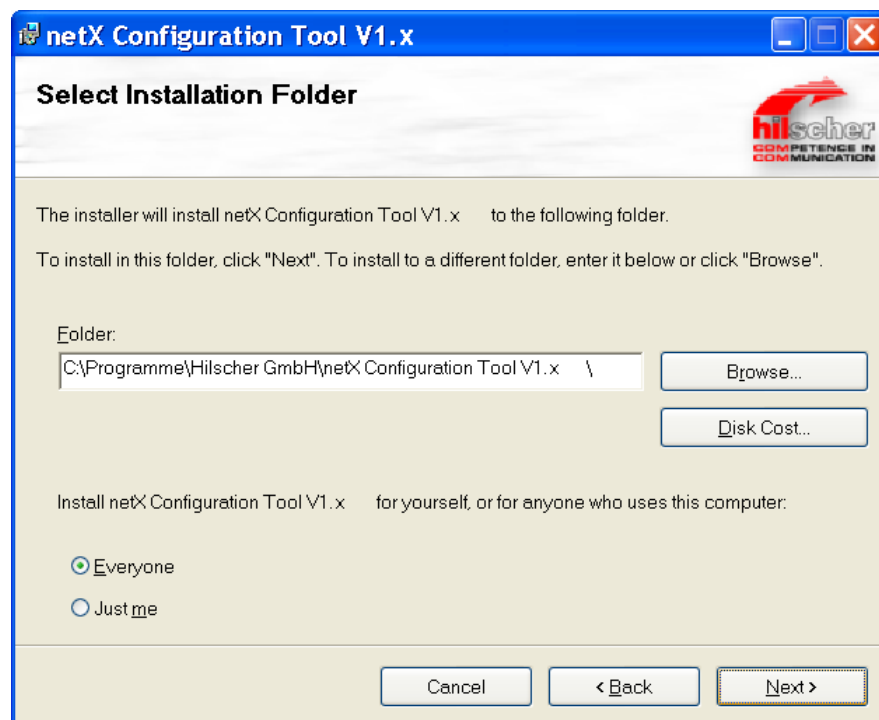 netX Configuration Tool V1.x
Select Installation Folder
hilscher
COMPETENCE IN
COMMUNICATION
The installer will install netX Configuration Tool V1.x to the following folder.
To install in this folder, click "Next". To install to a different folder, enter it below or click "Browse".
Folder:
C:\Programme\Hilscher GmbH\netX Configuration Tool V1.x \
Browse...
Disk Cost...
Install netX Configuration Tool V1.x for yourself, or for anyone who uses this computer:
Everyone
Just me
Cancel
< Back
Next >